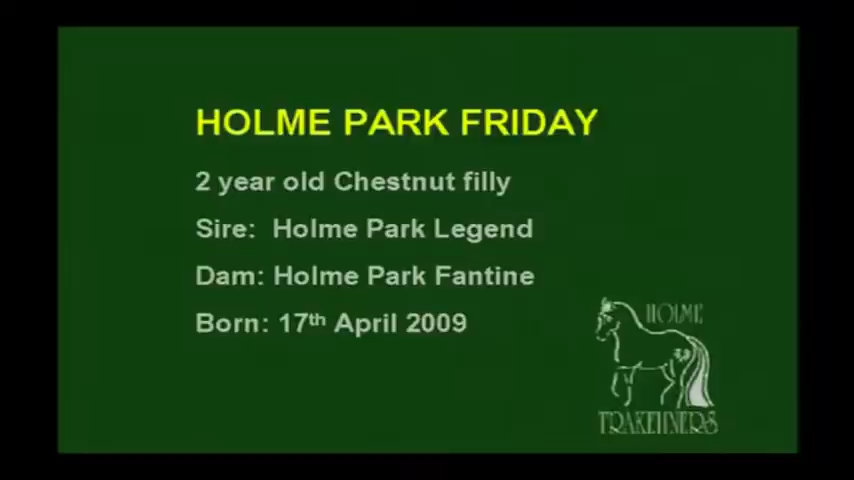 HOLME PARK FRIDAY
2 year old Chestnut filly
Sire: Holme Park Legend
Dam: Holme Park Fantine
Born: 17th April 2009
HOLME
TRAKEHNERS